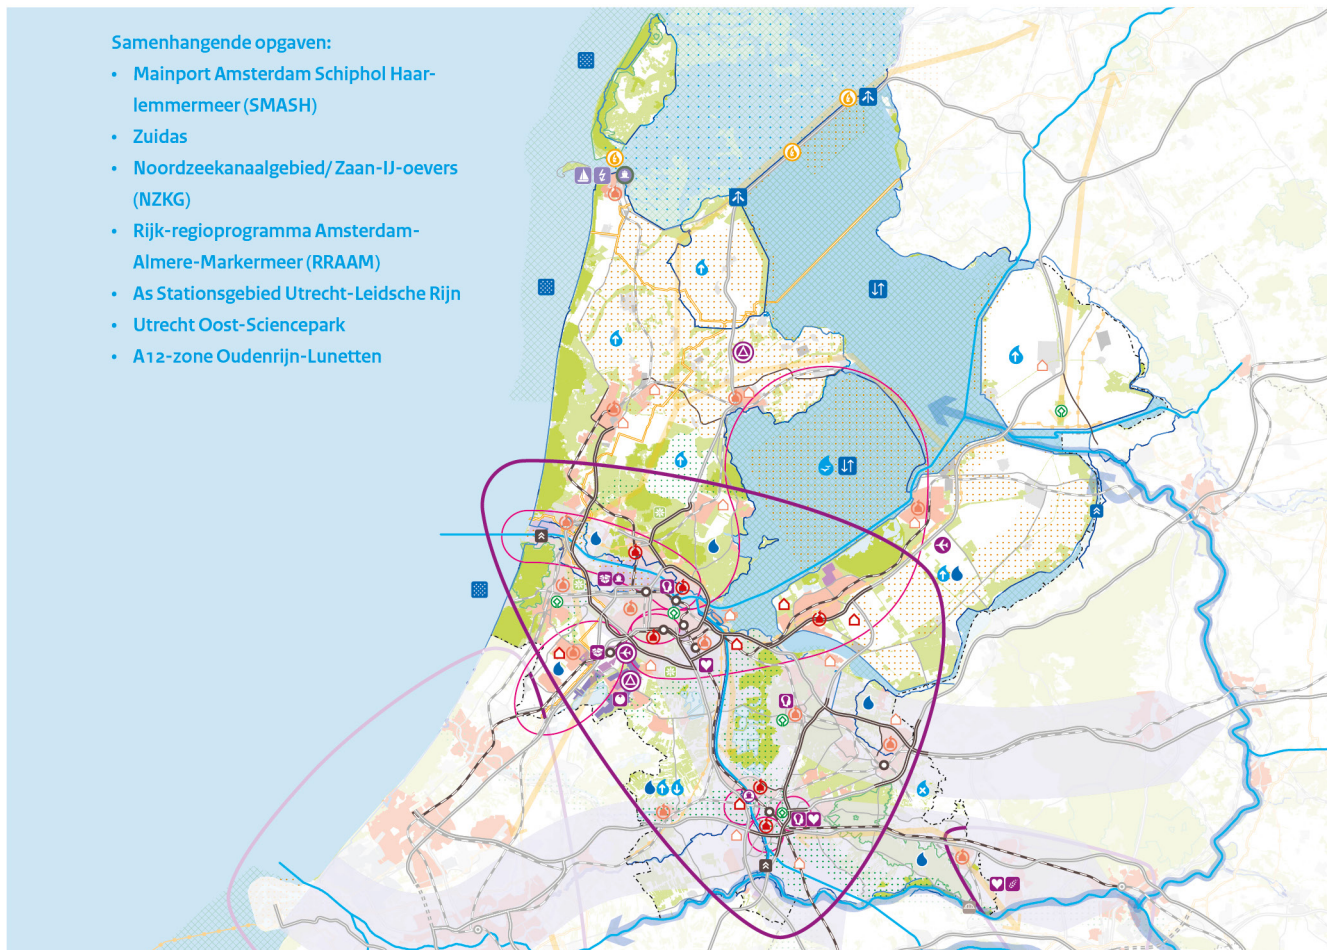 Samenhangende opgaven:
• Mainport Amsterdam Schiphol Haar-
lemmermeer (SMASH)
• Zuidas
• Noordzeekanaalgebied/ Zaan-IJ-oevers
(NZKG)
• Rijk-regioprogramma Amsterdam-
Almere-Markermeer (RRAAM)
• As Stationsgebied Utrecht-Leidsche Rijn
• Utrecht Oost-Sciencepark
• A12-zone Oudenrijn-Lunetten